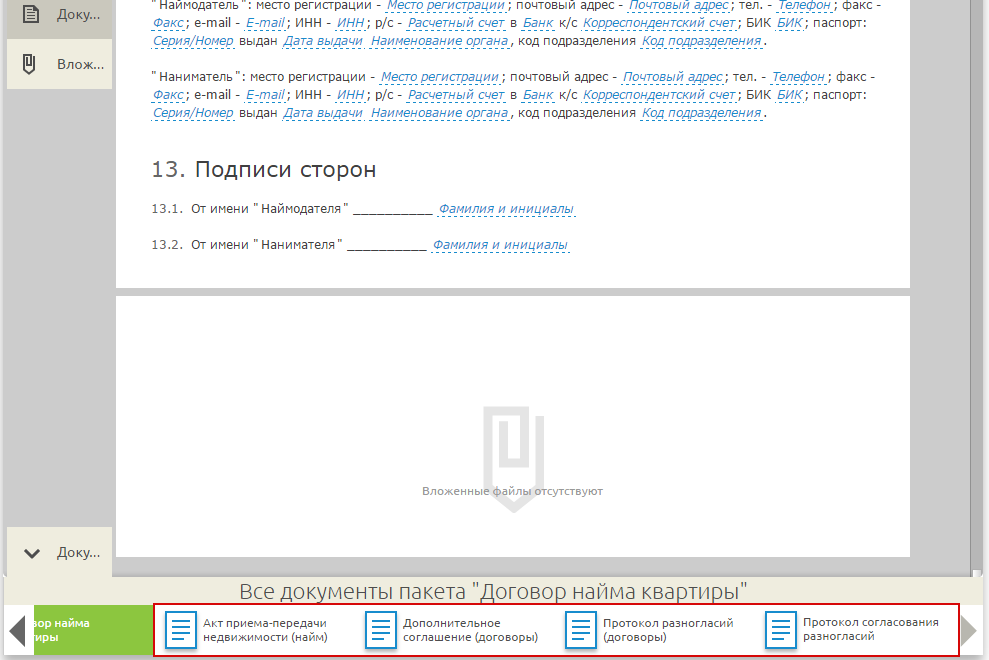 Доку...
Влож...
"Наймодатель": место регистрации - Место регистрации; почтовый адрес - Почтовый адрес; тел. - Телефон; факс -
Факс; e-mail - E-mail; ИНН - ИНН; р/с - Расчетный счет в Банк к/с Корреспондентский счет; БИК БИК; паспорт:
Серия/Номер выдан Дата выдачи Наименование органа, код подразделения Код подразделения.
"Наниматель": место регистрации - Место регистрации; почтовый адрес - Почтовый адрес; тел. - Телефон; факс -
Факс; e-mail - E-mail; ИНН - ИНН; р/с - Расчетный счет в Банк к/с Корреспондентский счет; БИК БИК; паспорт:
Серия/Номер выдан Дата выдачи Наименование органа, код подразделения Код подразделения.
13. Подписи сторон
13.1. От имени "Наймодателя" __________ Фамилия и инициалы
13.2. От имени "Нанимателя" __________ Фамилия и инициалы
Вложенные файлы отсутствуют
Доку...
Все документы пакета "Договор найма квартиры"
вор найма
тиры
Акт приема-передачи
недвижимости (найм)
Дополнительное
соглашение (договоры)
Протокол разногласий
(договоры)
Протокол согласования
разногласий